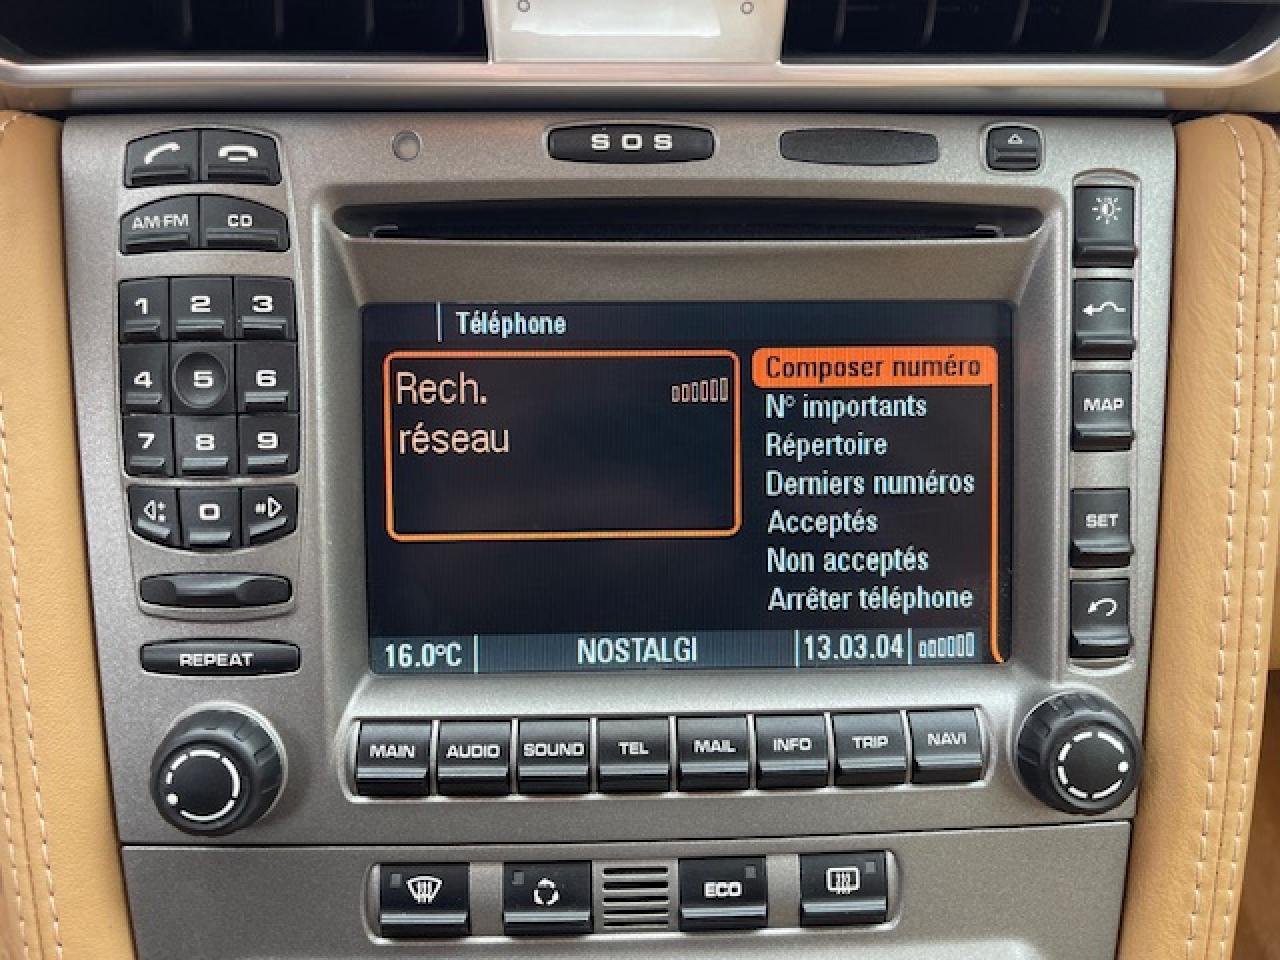 SOS
AM·FM CD
1 2 3
4 5 6
7 8 9
0
REPEAT
Téléphone
Rech.
réseau
Composer numéro
N° importants
Répertoire
Derniers numéros
Acceptés
Non acceptés
Arrêter téléphone
16.0°C NOSTALGI 13.03.04
MAP
SET
MAIN AUDIO SOUND TEL MAIL INFO TRIP NAVI
ECO